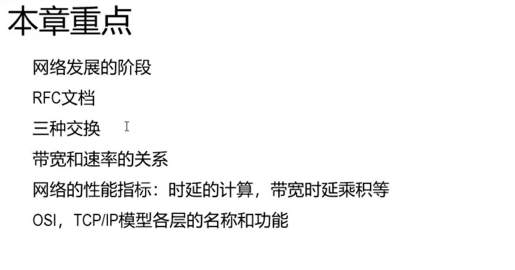 本章重点
网络发展的阶段
RFC文档
三种交换
带宽和速率的关系
网络的性能指标：时延的计算，带宽时延乘积等
OSI，TCP/IP模型各层的名称和功能